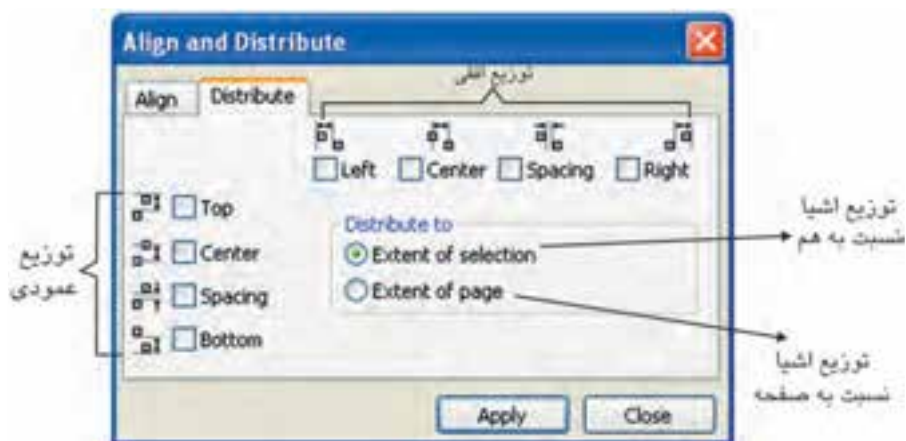 Align and Distribute
توزیع افقی
Align Distribute
Left Center Spacing Right
Top
Center
Spacing
Bottom
توزیع
عمودی
Distribute to
Extent of selection
Extent of page
توزیع اشیا
نسبت به هم
توزیع اشیا
نسبت به صفحه
Apply Close